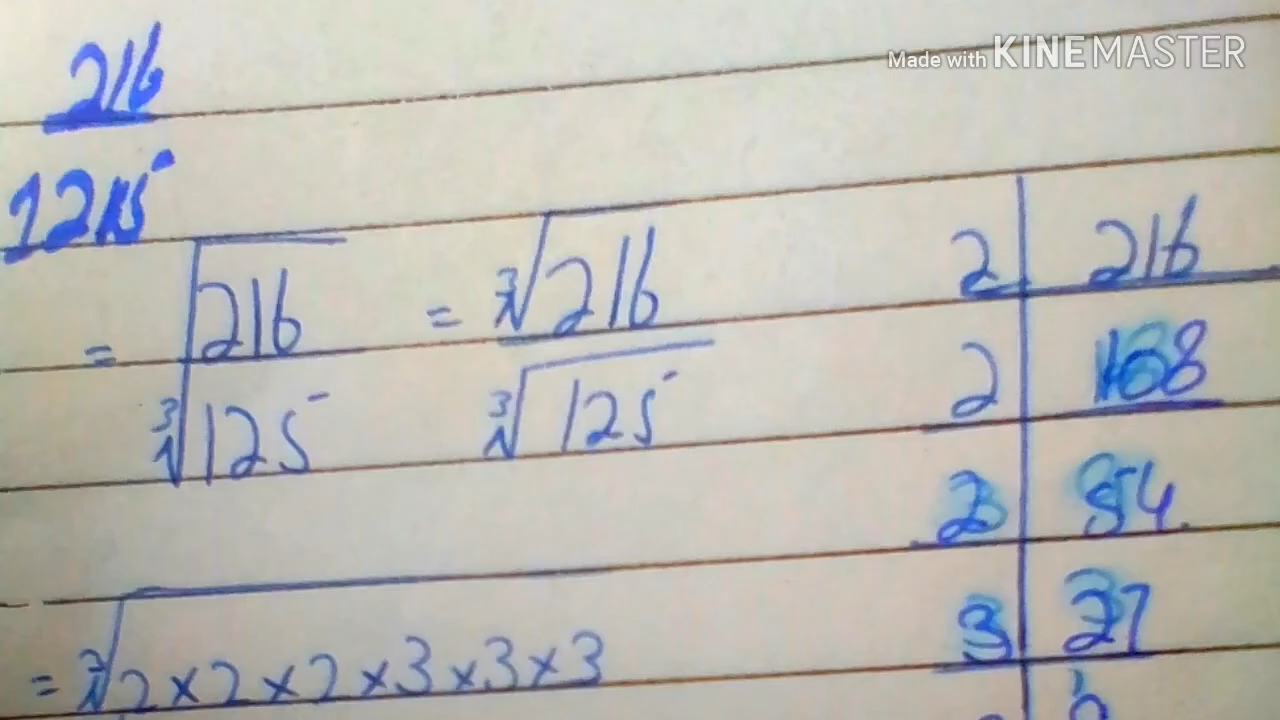 Made with KINEMASTER
216
125
= ∛216/125 = ∛216 / ∛125
= ∛2×2×2×3×3×3
2 | 216
2 | 108
2 | 54
3 | 27